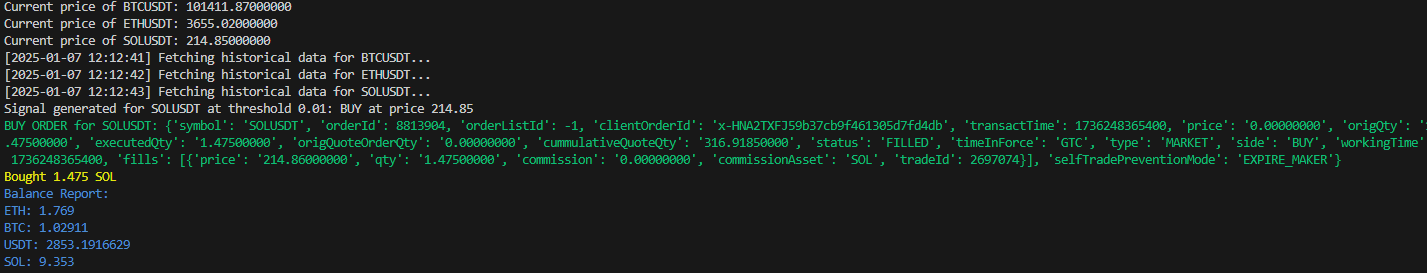 Current price of BTCUSDT: 101411.87000000
Current price of ETHUSDT: 3655.02000000
Current price of SOLUSDT: 214.85000000
[2025-01-07 12:12:41] Fetching historical data for BTCUSDT...
[2025-01-07 12:12:42] Fetching historical data for ETHUSDT...
[2025-01-07 12:12:43] Fetching historical data for SOLUSDT...
Signal generated for SOLUSDT at threshold 0.01: BUY at price 214.85
BUY ORDER for SOLUSDT: {'symbol': 'SOLUSDT', 'orderId': 8813904, 'orderListId': -1, 'clientOrderId': 'x-HNA2TXFJ59b37cb9f461305d7fd4db', 'transactTime': 1736248365400, 'price': '0.00000000', 'origQty': '
.47500000', 'executedQty': '1.47500000', 'origQuoteOrderQty': '0.00000000', 'cummulativeQuoteQty': '316.91850000', 'status': 'FILLED', 'timeInForce': 'GTC', 'type': 'MARKET', 'side': 'BUY', 'workingTime'
1736248365400, 'fills': [{'price': '214.86000000', 'qty': '1.47500000', 'commission': '0.00000000', 'commissionAsset': 'SOL', 'tradeId': 2697074}], 'selfTradePreventionMode': 'EXPIRE_MAKER'}
Bought 1.475 SOL
Balance Report:
ETH: 1.769
BTC: 1.02911
USDT: 2853.1916629
SOL: 9.353